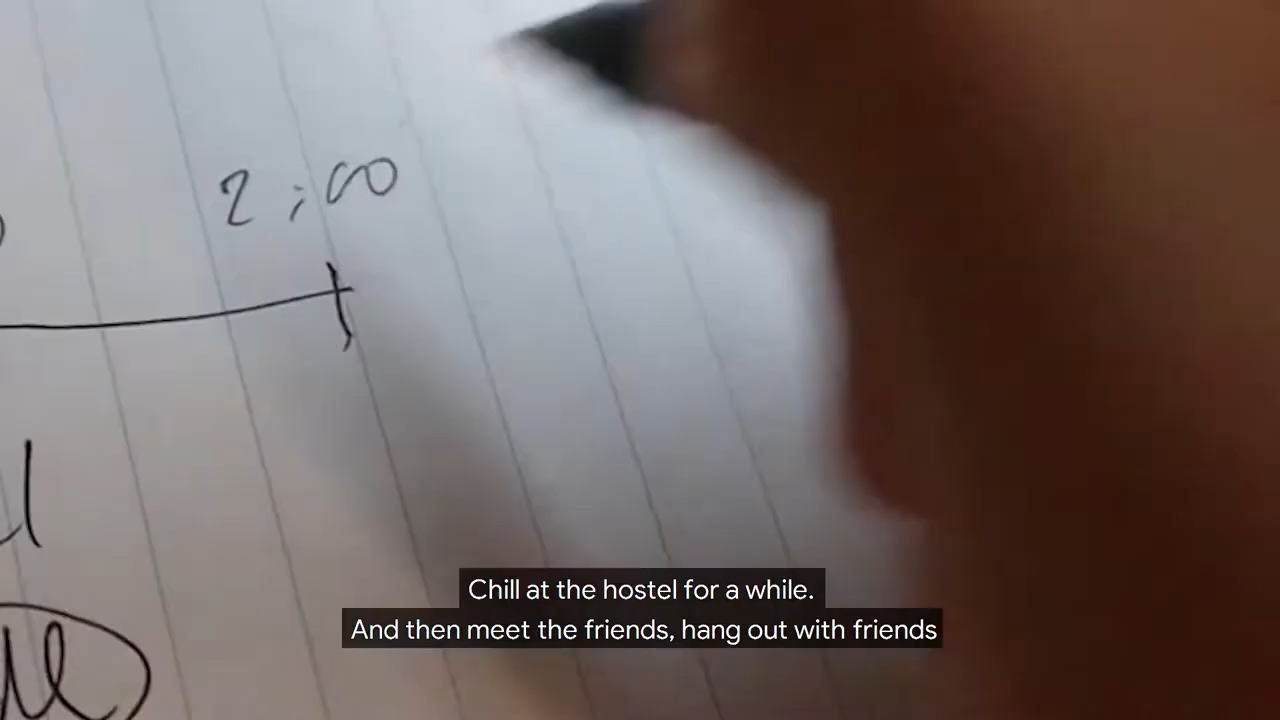 2:00
Chill at the hostel for a while.
And then meet the friends, hang out with friends